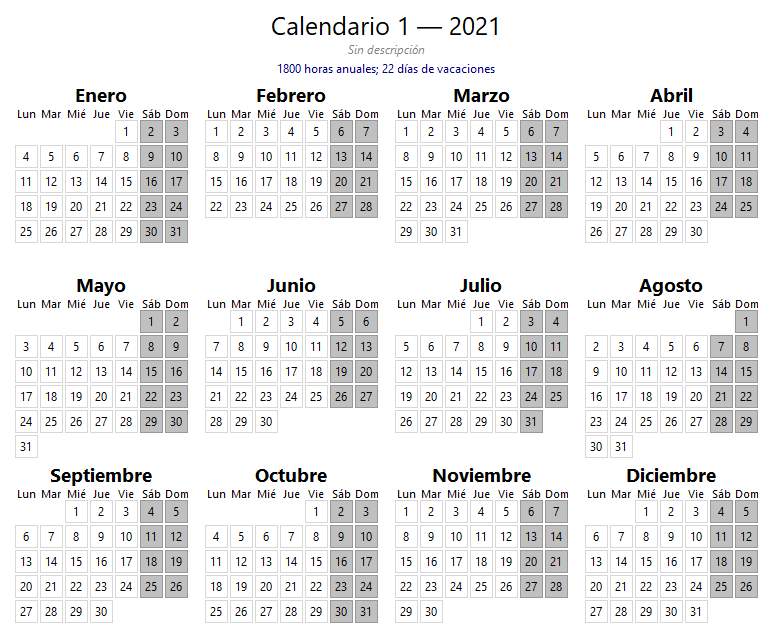 Calendario 1 — 2021
Sin descripción
1800 horas anuales; 22 días de vacaciones
Enero Febrero Marzo Abril
Lun Mar Mié Jue Vie Sáb Dom Lun Mar Mié Jue Vie Sáb Dom Lun Mar Mié Jue Vie Sáb Dom Lun Mar Mié Jue Vie Sáb Dom
1 2 3 1 2 3 4 5 6 7 1 2 3 4 5 6 7 1 2 3 4
4 5 6 7 8 9 10 8 9 10 11 12 13 14 8 9 10 11 12 13 14 5 6 7 8 9 10 11
11 12 13 14 15 16 17 15 16 17 18 19 20 21 15 16 17 18 19 20 21 12 13 14 15 16 17 18
18 19 20 21 22 23 24 22 23 24 25 26 27 28 22 23 24 25 26 27 28 19 20 21 22 23 24 25
25 26 27 28 29 30 31 29 30 31 26 27 28 29 30
Mayo Junio Julio Agosto
Lun Mar Mié Jue Vie Sáb Dom Lun Mar Mié Jue Vie Sáb Dom Lun Mar Mié Jue Vie Sáb Dom Lun Mar Mié Jue Vie Sáb Dom
1 2 1 2 3 4 5 6 1 2 3 4 1
3 4 5 6 7 8 9 7 8 9 10 11 12 13 5 6 7 8 9 10 11 2 3 4 5 6 7 8
10 11 12 13 14 15 16 14 15 16 17 18 19 20 12 13 14 15 16 17 18 9 10 11 12 13 14 15
17 18 19 20 21 22 23 21 22 23 24 25 26 27 19 20 21 22 23 24 25 16 17 18 19 20 21 22
24 25 26 27 28 29 30 28 29 30 26 27 28 29 30 31 23 24 25 26 27 28 29
31 30 31
Septiembre Octubre Noviembre Diciembre
Lun Mar Mié Jue Vie Sáb Dom Lun Mar Mié Jue Vie Sáb Dom Lun Mar Mié Jue Vie Sáb Dom Lun Mar Mié Jue Vie Sáb Dom
1 2 3 4 5 1 2 3 1 2 3 4 5 6 7 1 2 3 4 5
6 7 8 9 10 11 12 4 5 6 7 8 9 10 8 9 10 11 12 13 14 6 7 8 9 10 11 12
13 14 15 16 17 18 19 11 12 13 14 15 16 17 15 16 17 18 19 20 21 13 14 15 16 17 18 19
20 21 22 23 24 25 26 18 19 20 21 22 23 24 22 23 24 25 26 27 28 20 21 22 23 24 25 26
27 28 29 30 25 26 27 28 29 30 31 29 30 27 28 29 30 31